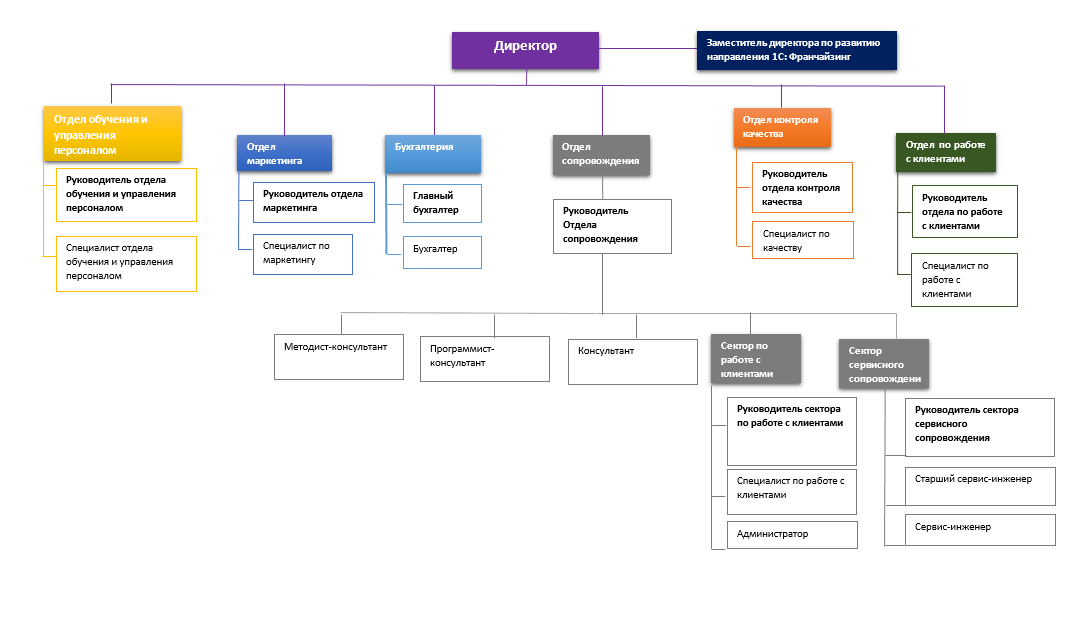 Директор
Заместитель директора по развитию
направления 1С: Франчайзинг
Отдел обучения и
управления
персоналом
Руководитель отдела
обучения и управления
персоналом
Специалист отдела
обучения и управления
персоналом
Отдел
маркетинга
Руководитель отдела
маркетинга
Специалист по
маркетингу
Бухгалтерия
Главный
бухгалтер
Бухгалтер
Отдел
сопровождения
Руководитель
Отдела
сопровождения
Отдел контроля
качества
Руководитель
отдела контроля
качества
Специалист по
качеству
Отдел по работе
с клиентами
Руководитель
отдела по работе
с клиентами
Специалист по
работе с
клиентами
Методист-консультант
Программист-
консультант
Консультант
Сектор по
работе с
клиентами
Руководитель сектора
по работе с клиентами
Специалист по работе с
клиентами
Администратор
Сектор
сервисного
сопровождени
Руководитель сектора
сервисного
сопровождения
Старший сервис-инженер
Сервис-инженер